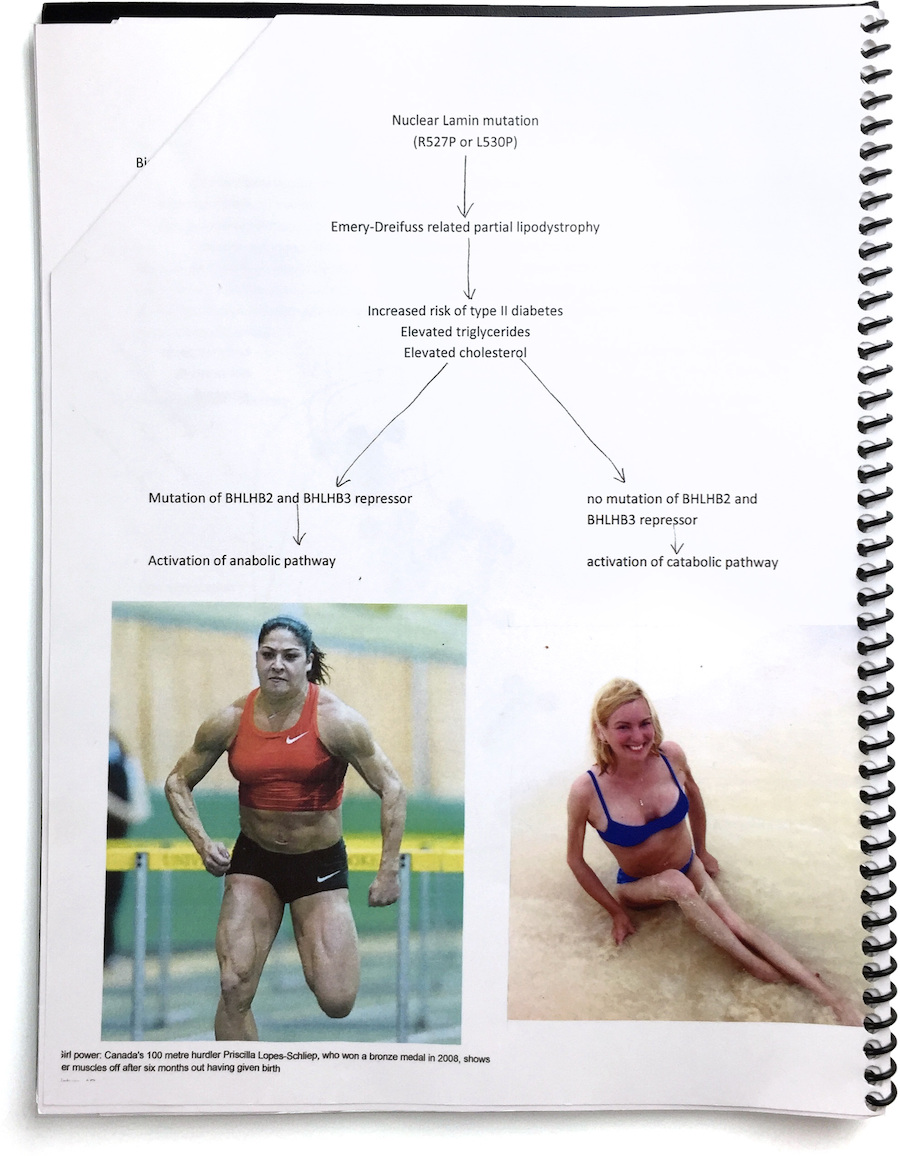 Nuclear Lamin mutation
(R527P or L530P)
Bi
Emery-Dreifuss related partial lipodystrophy
Increased risk of type II diabetes
Elevated triglycerides
Elevated cholesterol
Mutation of BHLHB2 and BHLHB3 repressor
no mutation of BHLHB2 and
BHLHB3 repressor
Activation of anabolic pathway
activation of catabolic pathway
irl power: Canada's 100 metre hurdler Priscilla Lopes-Schliep, who won a bronze medal in 2008, shows
er muscles off after six months out having given birth